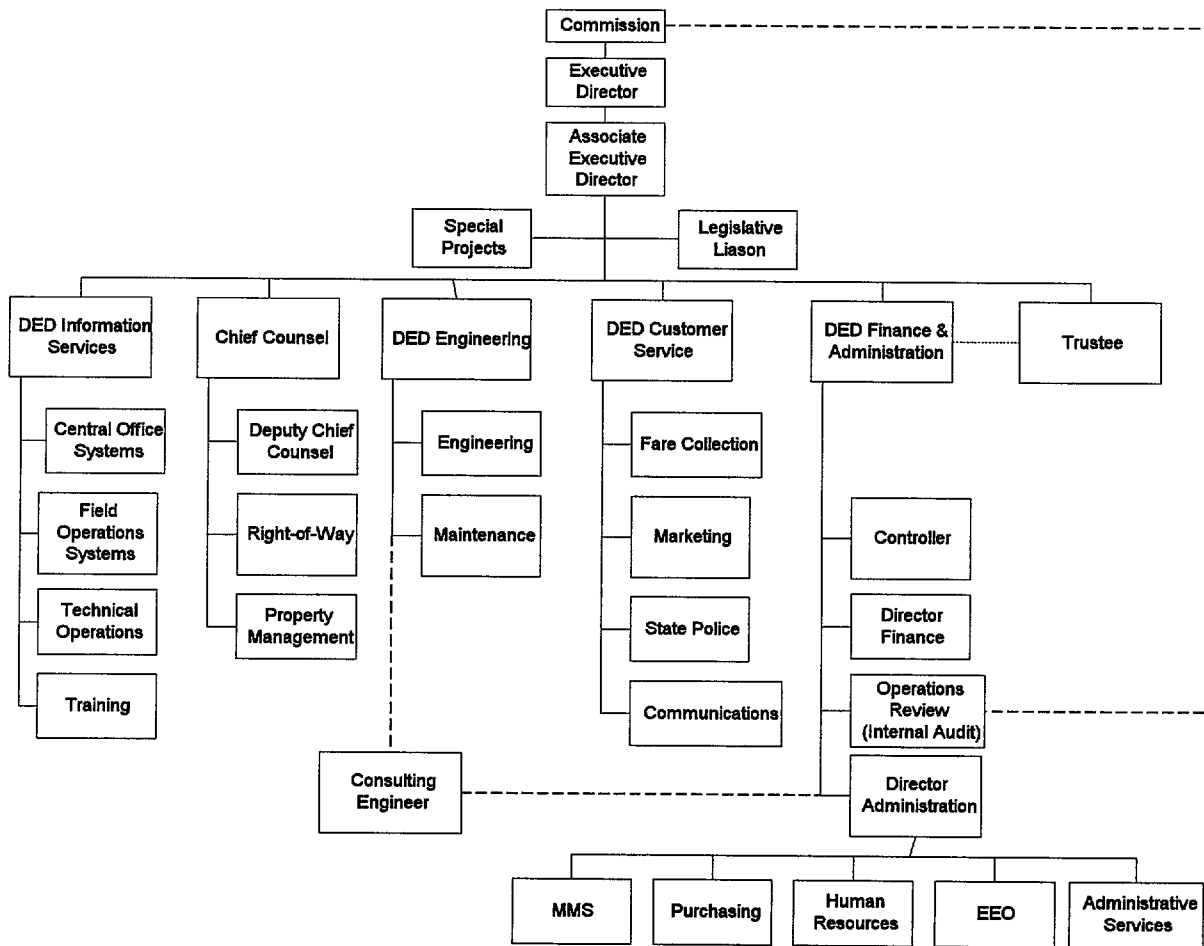 Commission
Executive
Director
Associate
Executive
Director
Special
Projects
Legislative
Liason
DED Information
Services
Chief Counsel
DED Engineering
DED Customer
Service
DED Finance &
Administration
Trustee
Central Office
Systems
Field
Operations
Systems
Technical
Operations
Training
Deputy Chief
Counsel
Right-of-Way
Property
Management
Engineering
Maintenance
Consulting
Engineer
Fare Collection
Marketing
State Police
Communications
Controller
Director
Finance
Operations
Review
(Internal Audit)
Director
Administration
MMS
Purchasing
Human
Resources
EEO
Administrative
Services